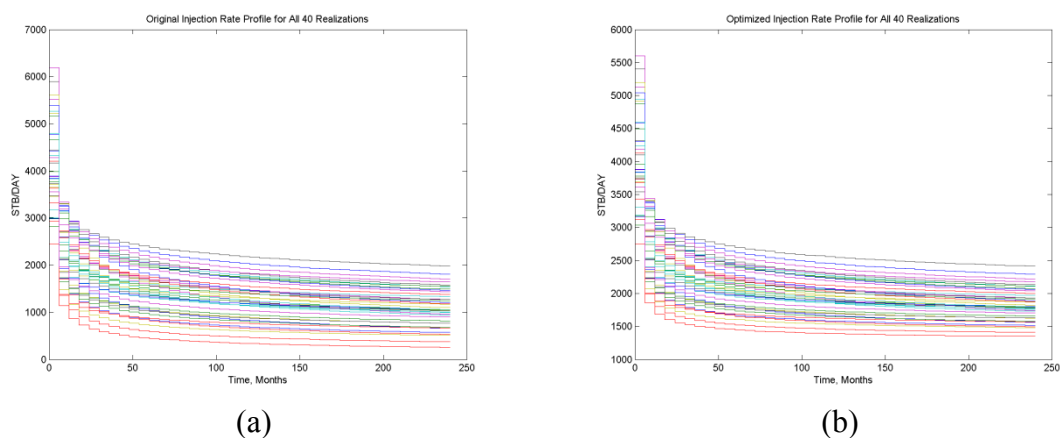 Original Injection Rate Profile for All 40 Realizations
STB/DAY
7000
6000
5000
4000
3000
2000
1000
0
0 50 100 150 200 250
Time, Months
(a)
Optimized Injection Rate Profile for All 40 Realizations
STB/DAY
6000
5500
5000
4500
4000
3500
3000
2500
2000
1500
1000
0 50 100 150 200 250
Time, Months
(b)